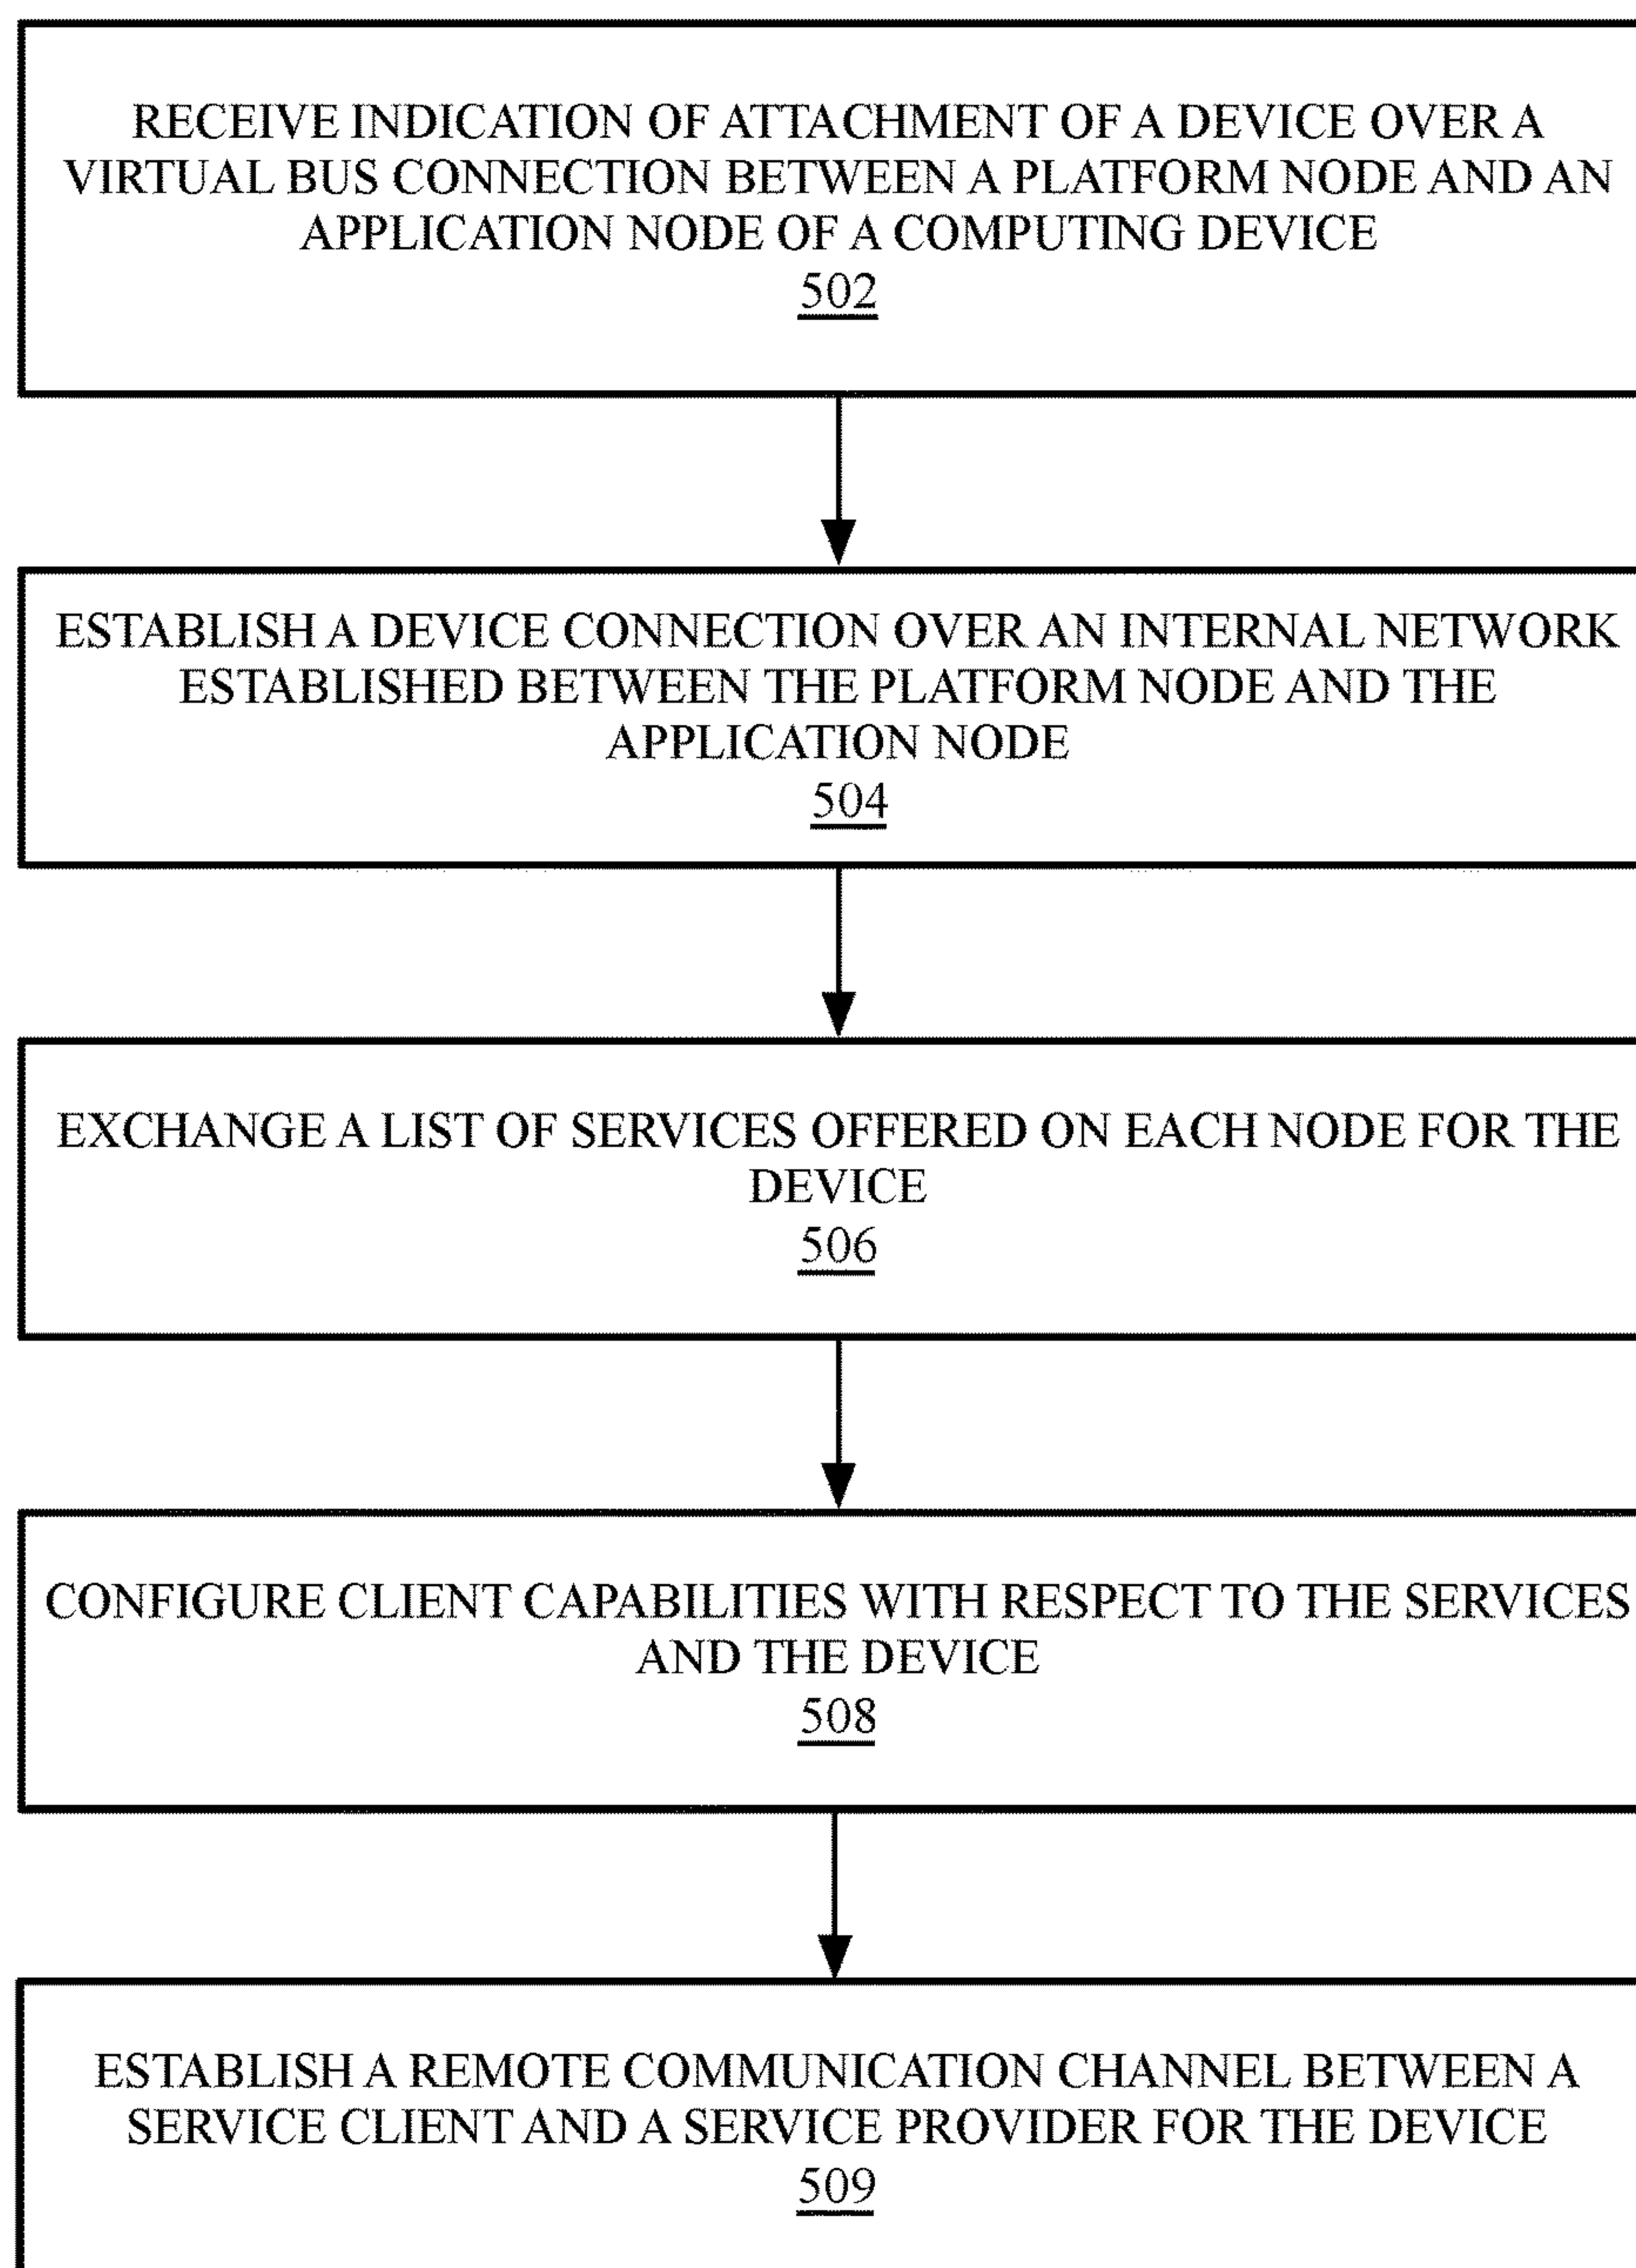 RECEIVE INDICATION OF ATTACHMENT OF A DEVICE OVER A
VIRTUAL BUS CONNECTION BETWEEN A PLATFORM NODE AND AN
APPLICATION NODE OF A COMPUTING DEVICE
502
ESTABLISH A DEVICE CONNECTION OVER AN INTERNAL NETWORK
ESTABLISHED BETWEEN THE PLATFORM NODE AND THE
APPLICATION NODE
504
EXCHANGE A LIST OF SERVICES OFFERED ON EACH NODE FOR THE
DEVICE
506
CONFIGURE CLIENT CAPABILITIES WITH RESPECT TO THE SERVICES
AND THE DEVICE
508
ESTABLISH A REMOTE COMMUNICATION CHANNEL BETWEEN A
SERVICE CLIENT AND A SERVICE PROVIDER FOR THE DEVICE
509